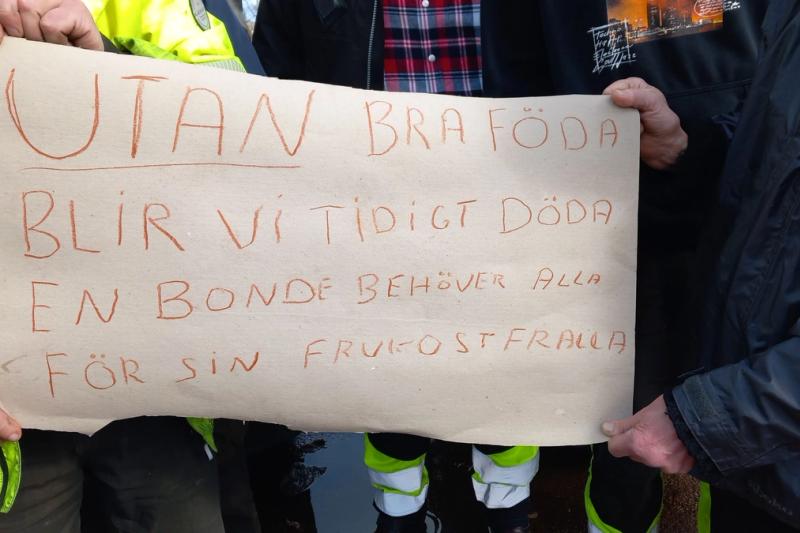 UTAN BRA FÖDA
BLIR Vi TiDiGT DÖDA
EN BONDE BEHÖVER ALLA
FÖR SiN FRUKOSTFRALLA